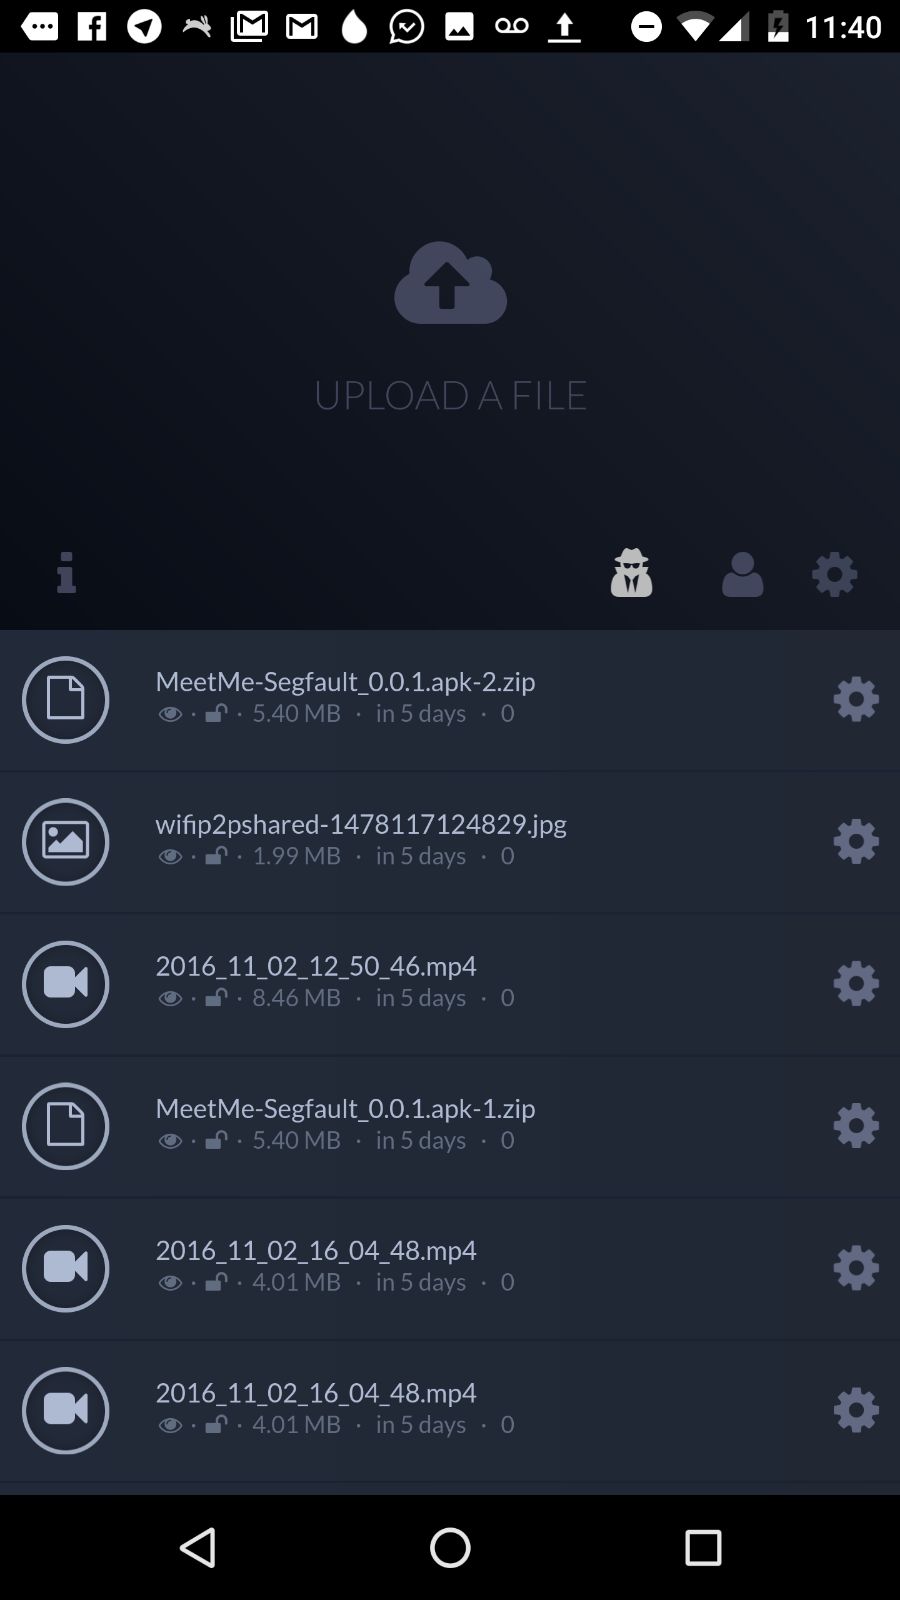 11:40
UPLOAD A FILE
MeetMe-Segfault_0.0.1.apk-2.zip
· · 5.40 MB · in 5 days · 0
wifip2pshared-1478117124829.jpg
· · 1.99 MB · in 5 days · 0
2016_11_02_12_50_46.mp4
· · 8.46 MB · in 5 days · 0
MeetMe-Segfault_0.0.1.apk-1.zip
· · 5.40 MB · in 5 days · 0
2016_11_02_16_04_48.mp4
· · 4.01 MB · in 5 days · 0
2016_11_02_16_04_48.mp4
· · 4.01 MB · in 5 days · 0